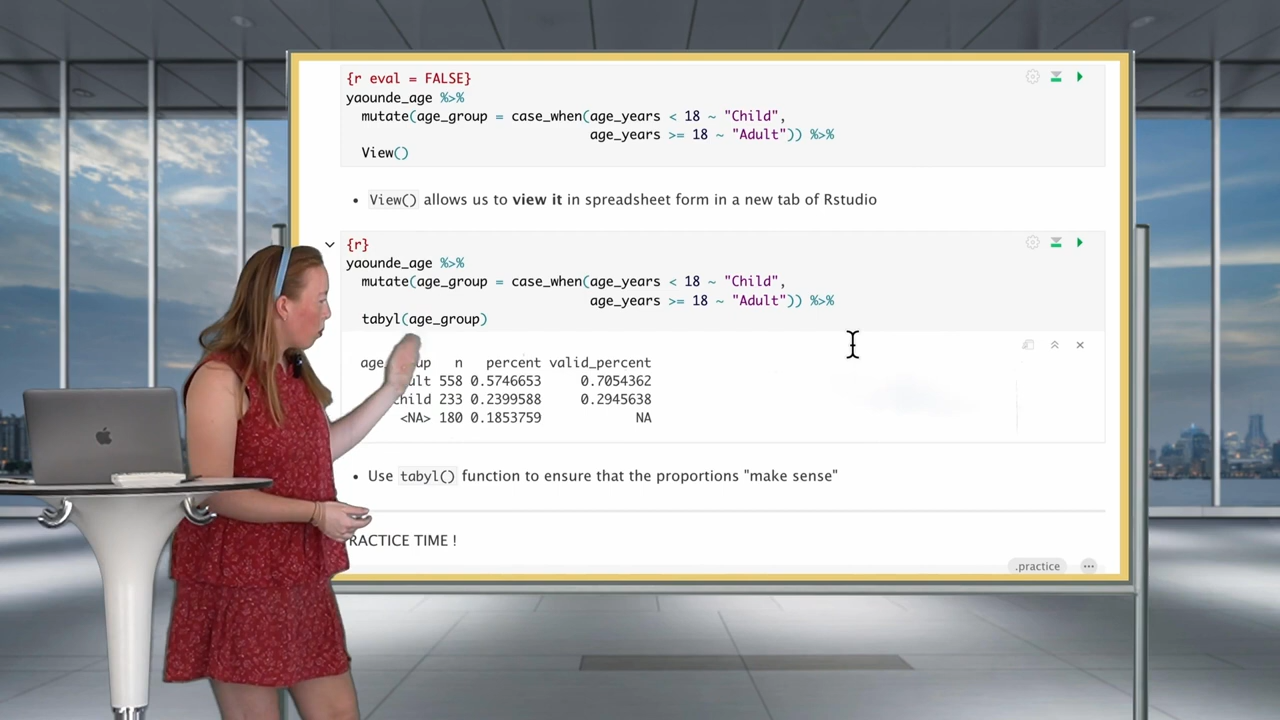 {r eval = FALSE}
yaounde_age %>%
mutate(age_group = case_when(age_years < 18 ~ "Child",
age_years >= 18 ~ "Adult")) %>%
View()
• View() allows us to view it in spreadsheet form in a new tab of Rstudio
{r}
yaounde_age %>%
mutate(age_group = case_when(age_years < 18 ~ "Child",
age_years >= 18 ~ "Adult")) %>%
tabyl(age_group)
n percent valid_percent
558 0.5746653 0.7054362
233 0.2399588 0.2945638
<NA> 180 0.1853759 NA
• Use tabyl() function to ensure that the proportions "make sense"
TIME !
.practice